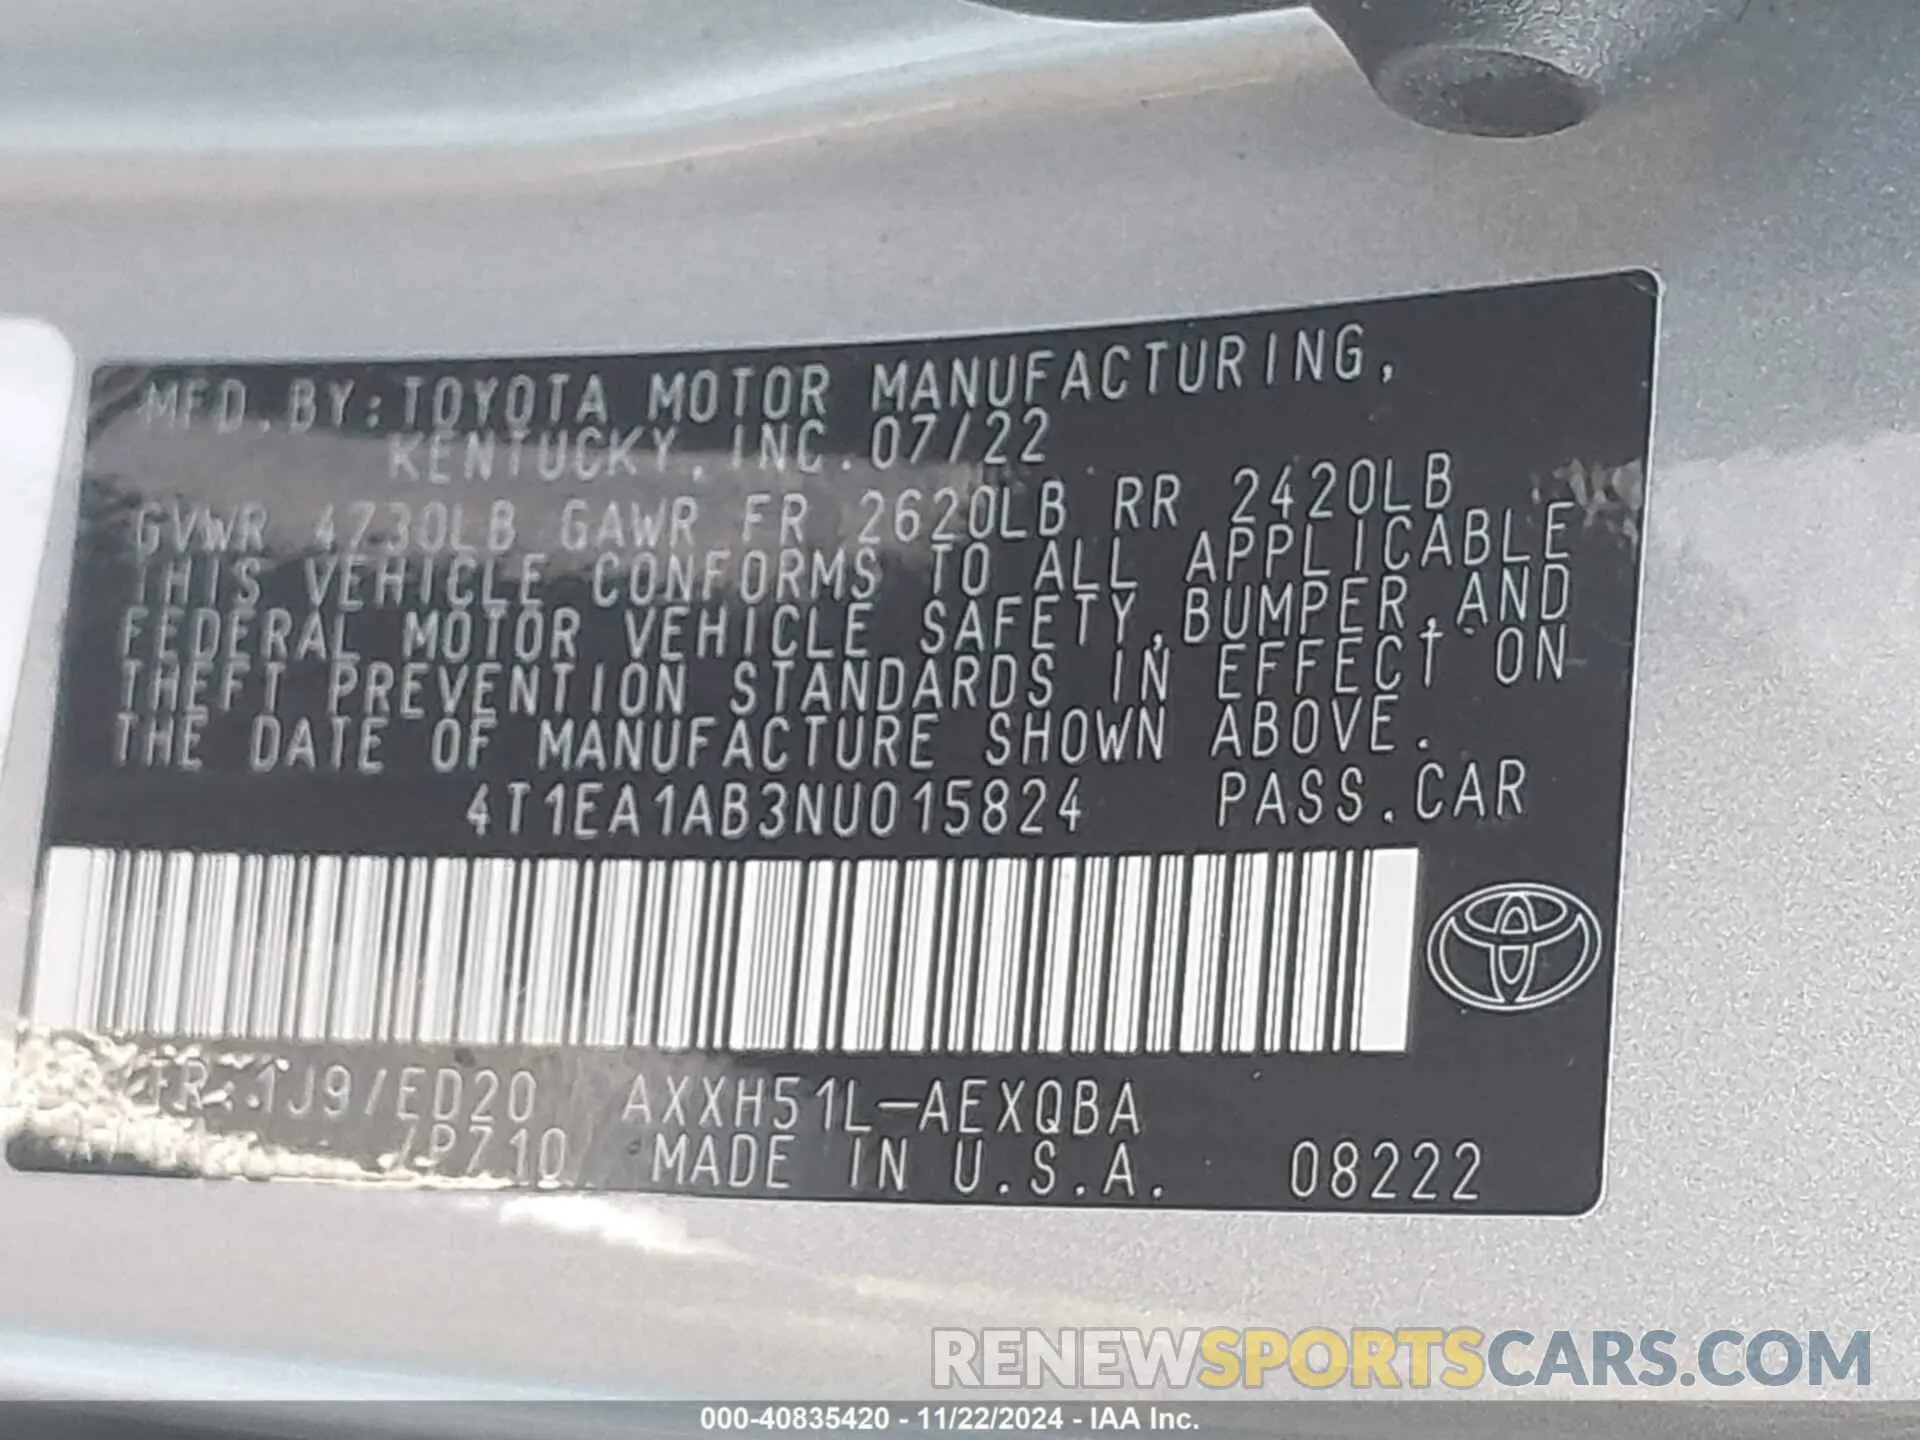 MFD. BY: TOYOTA MOTOR MANUFACTURING,
KENTUCKY, INC. 07/22
GVWR 4730LB GAWR FR 2620LB RR 2420LB
THIS VEHICLE CONFORMS TO ALL APPLICABLE
FEDERAL MOTOR VEHICLE SAFETY, BUMPER, AND
THEFT PREVENTION STANDARDS IN EFFECT ON
THE DATE OF MANUFACTURE SHOWN ABOVE.
4T1EA1AB3NU015824 PASS. CAR
1J9/ED20 AXXH51L-AEXQBA
/P710 MADE IN U.S.A. 08222
RENEWSPORTSCARS.COM
000-40835420 - 11/22/2024 - IAA Inc.